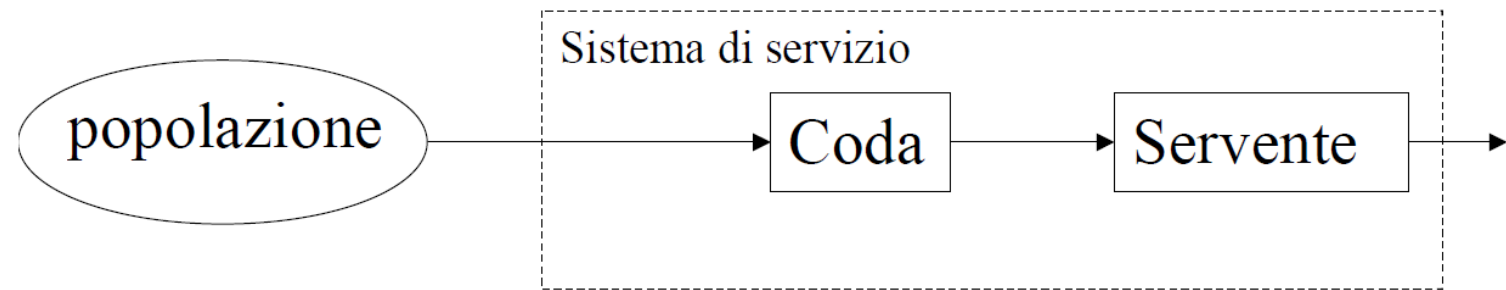 Sistema di servizio
popolazione
Coda
Servente